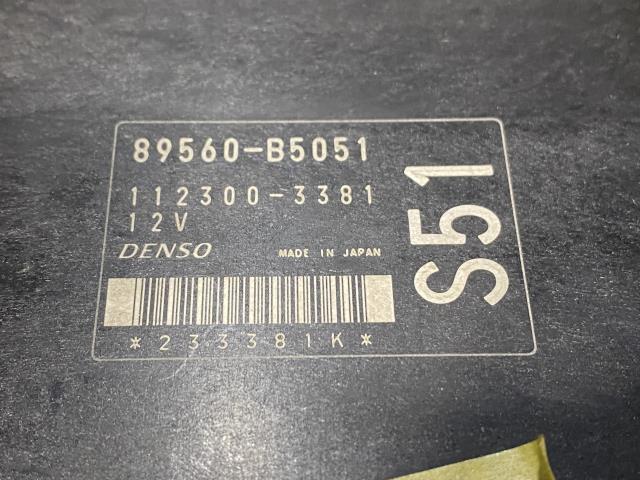 89560-B5051
112300-3381
12V
DENSO MADE IN JAPAN
*233381K*
S51